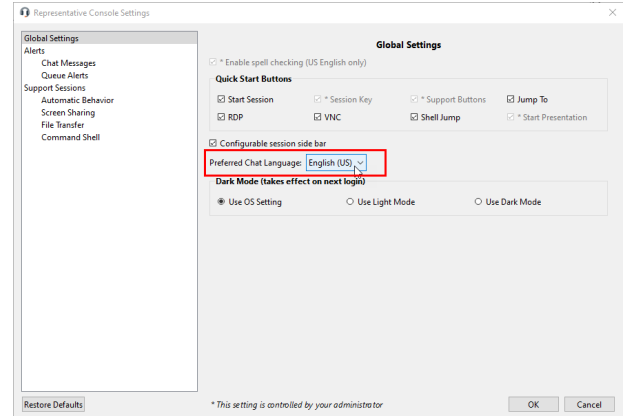 Representative Console Settings
Global Settings
Alerts
Chat Messages
Queue Alerts
Support Sessions
Automatic Behavior
Screen Sharing
File Transfer
Command Shell
Global Settings
* Enable spell checking (US English only)
Quick Start Buttons
Start Session * Session Key * Support Buttons Jump To
RDP VNC Shell Jump * Start Presentation
Configurable session side bar
Preferred Chat Language: English (US)
Dark Mode (takes effect on next login)
Use OS Setting Use Light Mode Use Dark Mode
Restore Defaults * This setting is controlled by your administrator OK Cancel